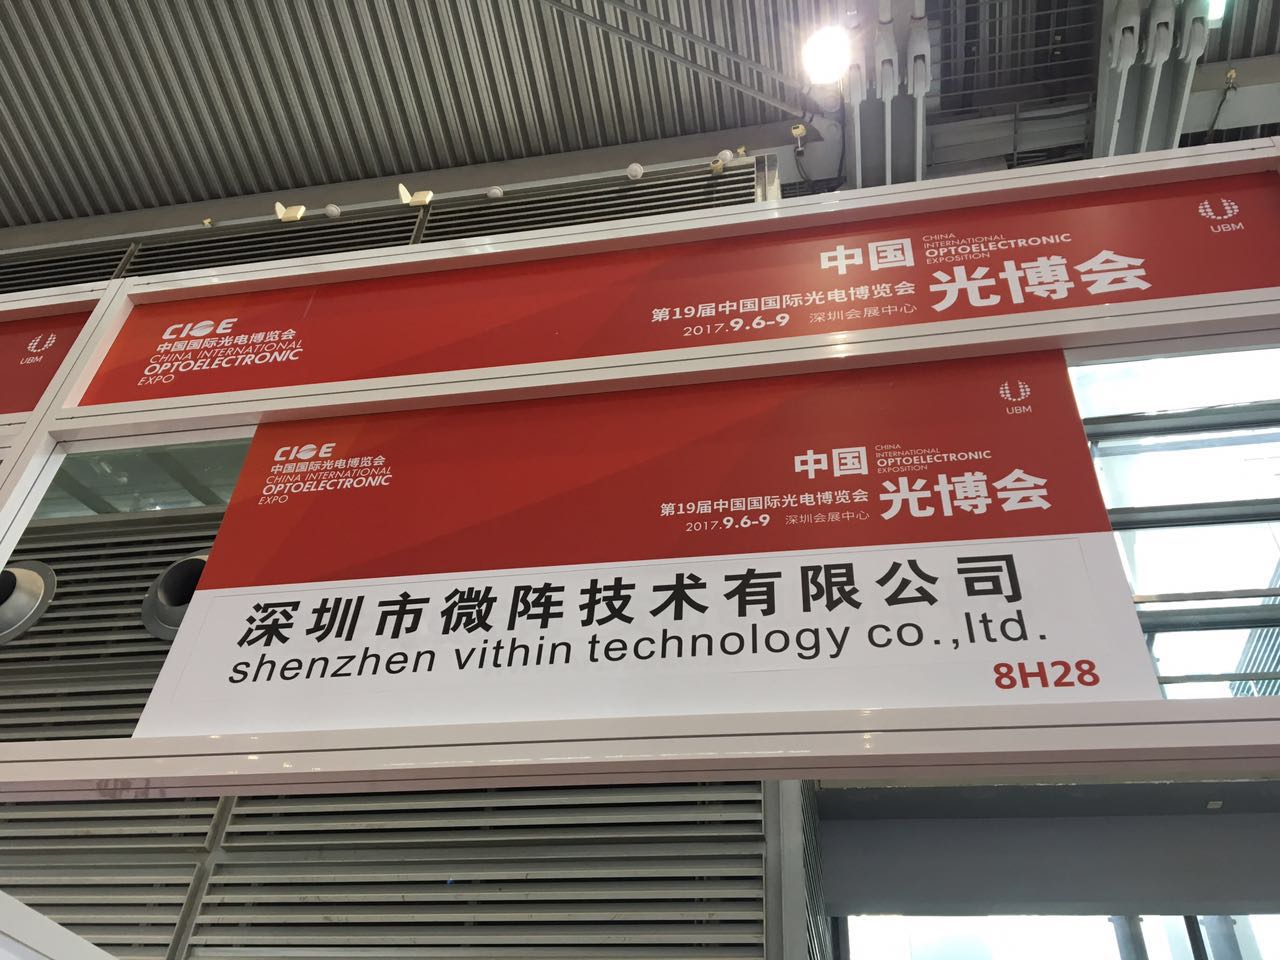 UBM
CIOE
中国国际光电博览会
CHINA INTERNATIONAL
OPTOELECTRONIC
EXPO
第19届中国国际光电博览会
2017.9.6-9 深圳会展中心
中国
CHINA
INTERNATIONAL
OPTOELECTRONIC
EXPOSITION
光博会
UBM
CIOE
中国国际光电博览会
CHINA INTERNATIONAL
OPTOELECTRONIC
EXPO
第19届中国国际光电博览会
2017.9.6-9 深圳会展中心
中国
CHINA
INTERNATIONAL
OPTOELECTRONIC
EXPOSITION
光博会
UBM
深圳市微阵技术有限公司
shenzhen vithin technology co.,ltd.
8H28